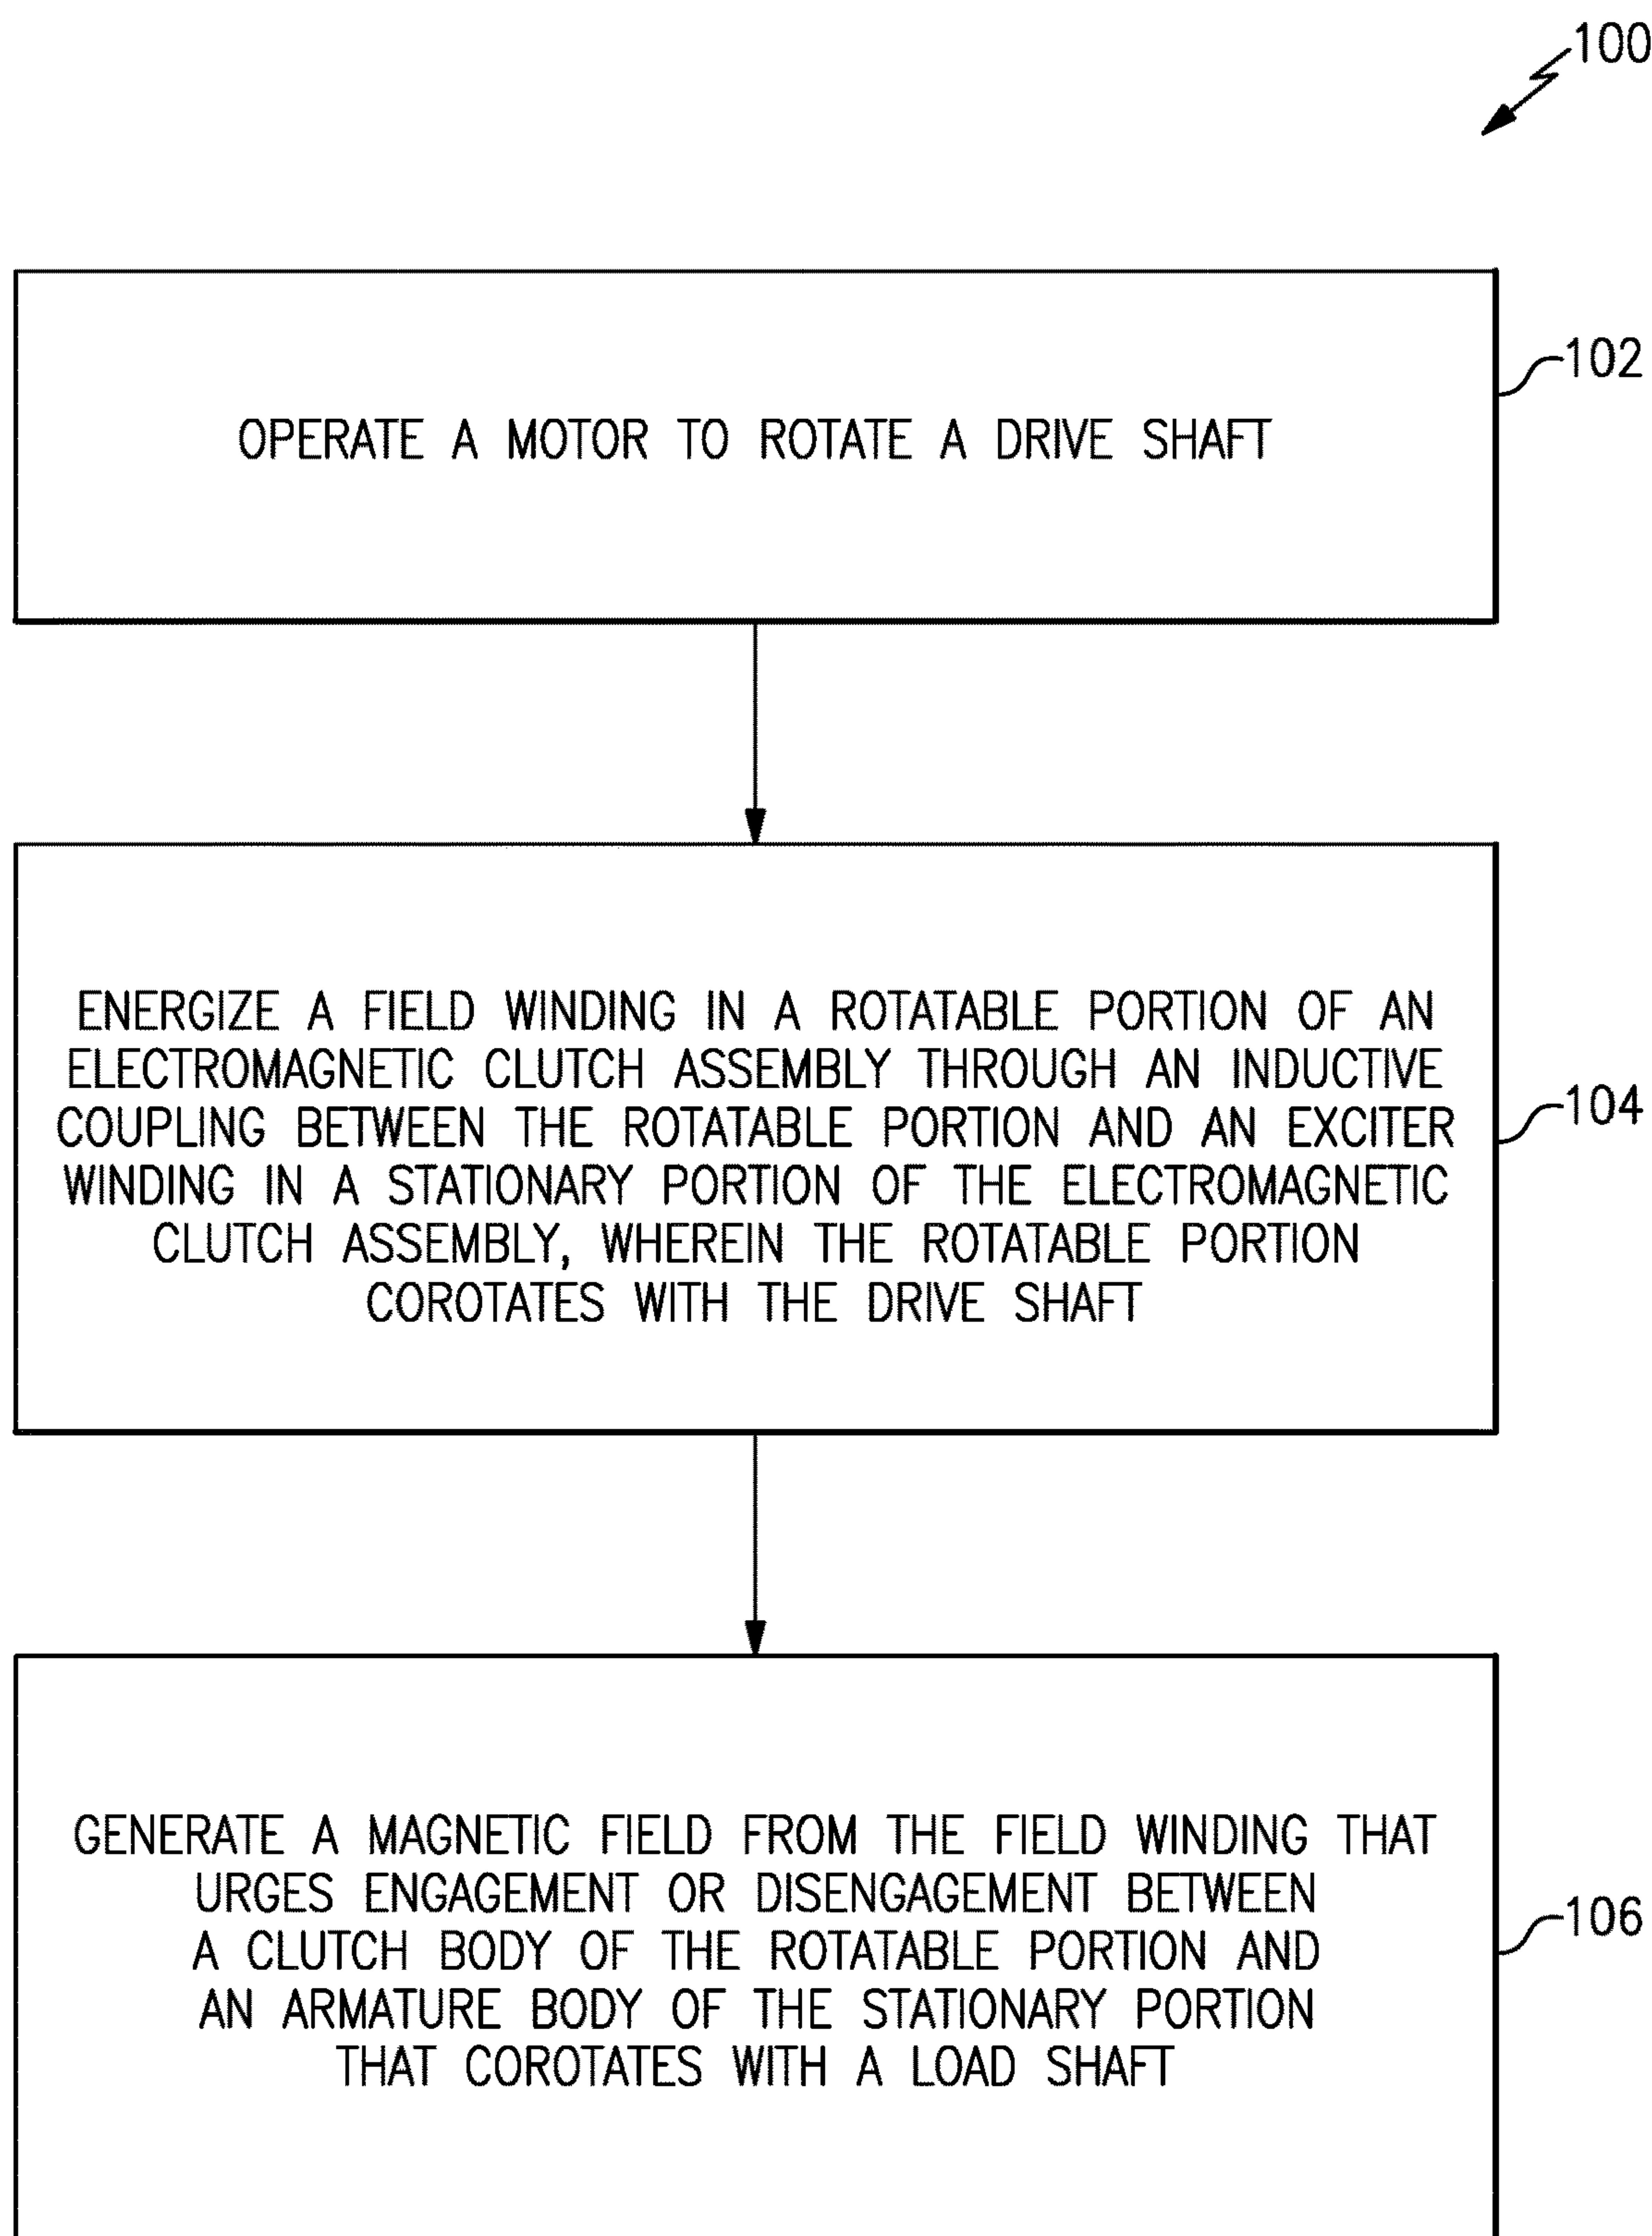 100
OPERATE A MOTOR TO ROTATE A DRIVE SHAFT
102
ENERGIZE A FIELD WINDING IN A ROTATABLE PORTION OF AN
ELECTROMAGNETIC CLUTCH ASSEMBLY THROUGH AN INDUCTIVE
COUPLING BETWEEN THE ROTATABLE PORTION AND AN EXCITER
WINDING IN A STATIONARY PORTION OF THE ELECTROMAGNETIC
CLUTCH ASSEMBLY, WHEREIN THE ROTATABLE PORTION
COROTATES WITH THE DRIVE SHAFT
104
GENERATE A MAGNETIC FIELD FROM THE FIELD WINDING THAT
URGES ENGAGEMENT OR DISENGAGEMENT BETWEEN
A CLUTCH BODY OF THE ROTATABLE PORTION AND
AN ARMATURE BODY OF THE STATIONARY PORTION
THAT COROTATES WITH A LOAD SHAFT
106